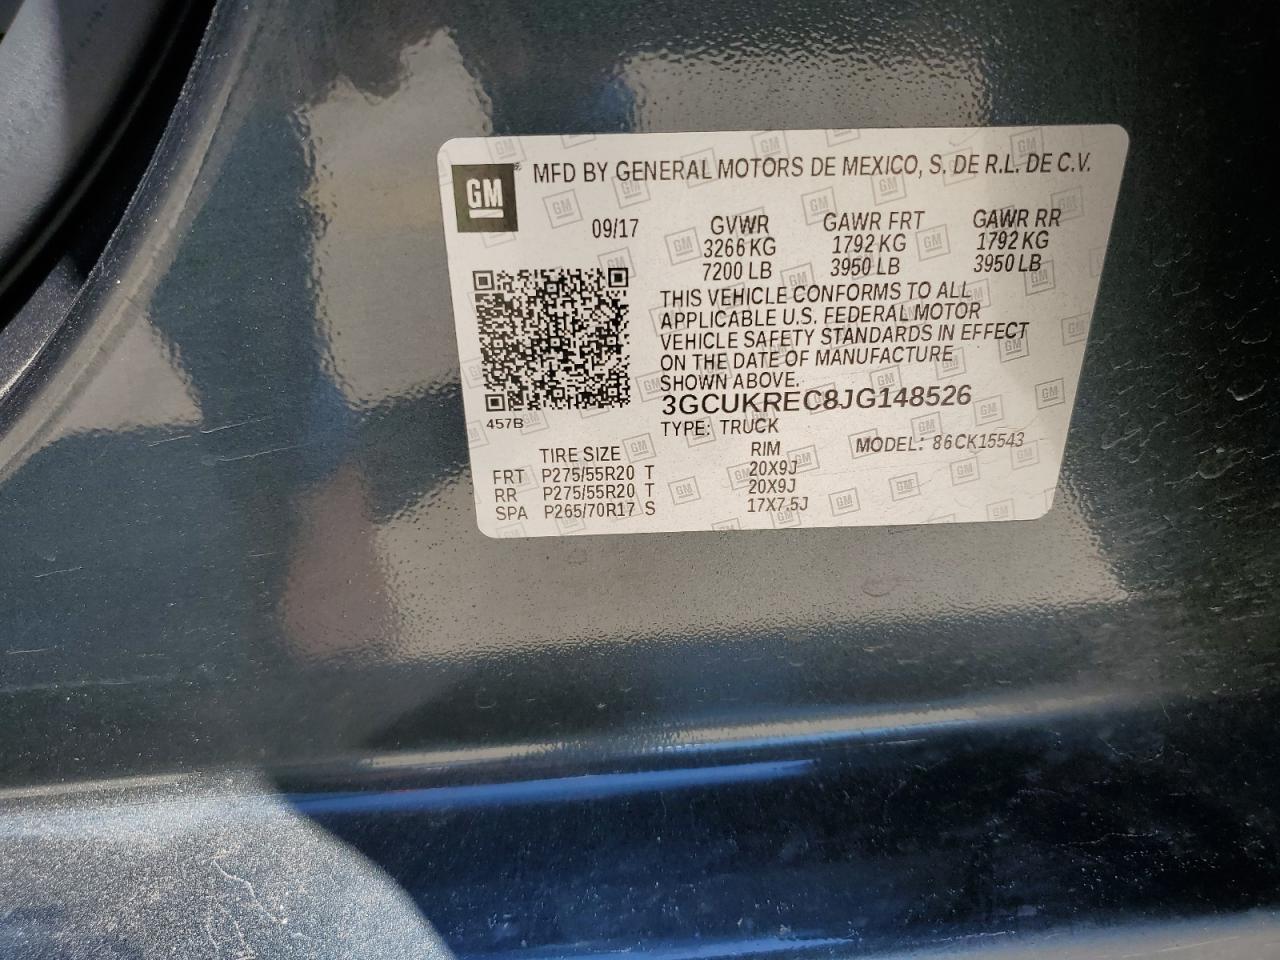 GM MFD BY GENERAL MOTORS DE MEXICO, S. DE R.L. DE C.V.
09/17 GVWR GAWR FRT GAWR RR
3266 KG 1792 KG 1792 KG
7200 LB 3950 LB 3950 LB
THIS VEHICLE CONFORMS TO ALL
APPLICABLE U.S. FEDERAL MOTOR
VEHICLE SAFETY STANDARDS IN EFFECT
ON THE DATE OF MANUFACTURE
SHOWN ABOVE.
3GCUKREC8JG148526
457B
TYPE: TRUCK MODEL: 86CK15543
TIRE SIZE RIM
FRT P275/55R20 T 20X9J
RR P275/55R20 T 20X9J
SPA P265/70R17 S 17X7.5J